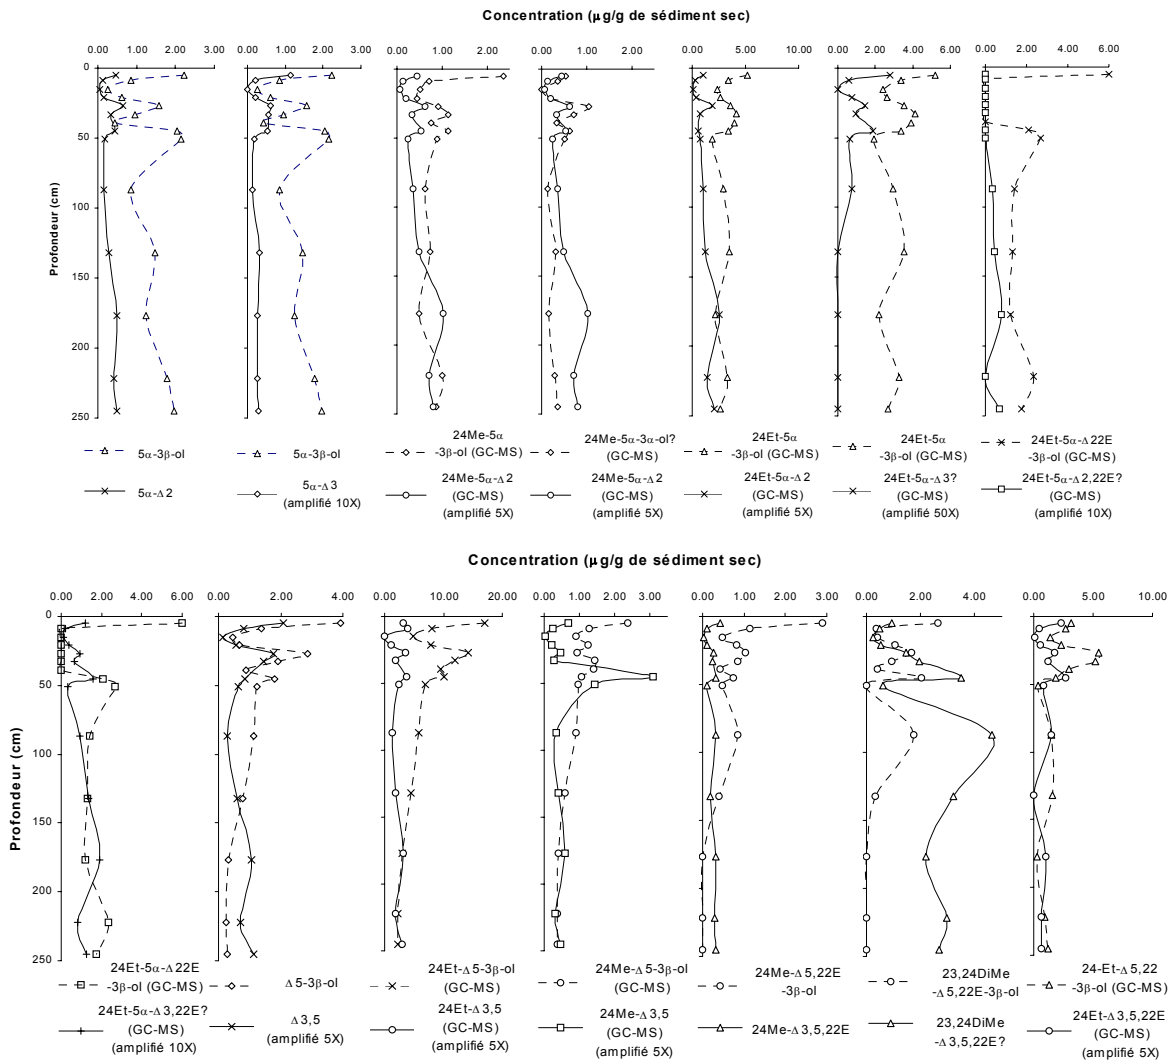 Concentration (µg/g de sédiment sec)
0.00 1.00 2.00 3.00
0.00 1.00 2.00 3.00
0.00 1.00 2.00
0.00 1.00 2.00
0.00 5.00 10.00
0.00 2.00 4.00 6.00
0.00 2.00 4.00 6.00
Profondeur (cm)
0
50
100
150
200
250
5α-3β-ol
5α-Δ2
5α-3β-ol
5α-Δ3
(amplifié 10X)
24Me-5α
-3β-ol (GC-MS)
24Me-5α-Δ2
(GC-MS)
(amplifié 5X)
24Me-5α-3α-ol?
(GC-MS)
24Me-5α-Δ2
(GC-MS)
(amplifié 5X)
24Et-5α
-3β-ol (GC-MS)
24Et-5α-Δ2
(GC-MS)
(amplifié 5X)
24Et-5α
-3β-ol (GC-MS)
24Et-5α-Δ3?
(GC-MS)
(amplifié 50X)
24Et-5α-Δ22E
-3β-ol (GC-MS)
24Et-5α-Δ2,22E?
(GC-MS)
(amplifié 10X)
Concentration (µg/g de sédiment sec)
0.00 2.00 4.00 6.00
0.00 2.00 4.00
0.00 10.00 20.00
0.00 1.00 2.00 3.00
0.00 1.00 2.00 3.00
0.00 2.00 4.00
0.00 5.00 10.00
Profondeur (cm)
0
50
100
150
200
250
24Et-5α-Δ22E
-3β-ol (GC-MS)
24Et-5α-Δ3,22E?
(GC-MS)
(amplifié 10X)
Δ5-3β-ol
Δ3,5
(amplifié 5X)
24Et-Δ5-3β-ol
(GC-MS)
24Et-Δ3,5
(GC-MS)
(amplifié 5X)
24Me-Δ5-3β-ol
(GC-MS)
24Me-Δ3,5
(GC-MS)
(amplifié 5X)
24Me-Δ5,22E
-3β-ol
24Me-Δ3,5,22E
23,24DiMe
-Δ5,22E-3β-ol
23,24DiMe
-Δ3,5,22E?
24-Et-Δ5,22
-3β-ol (GC-MS)
24Et-Δ3,5,22E
(GC-MS)
(amplifié 5X)